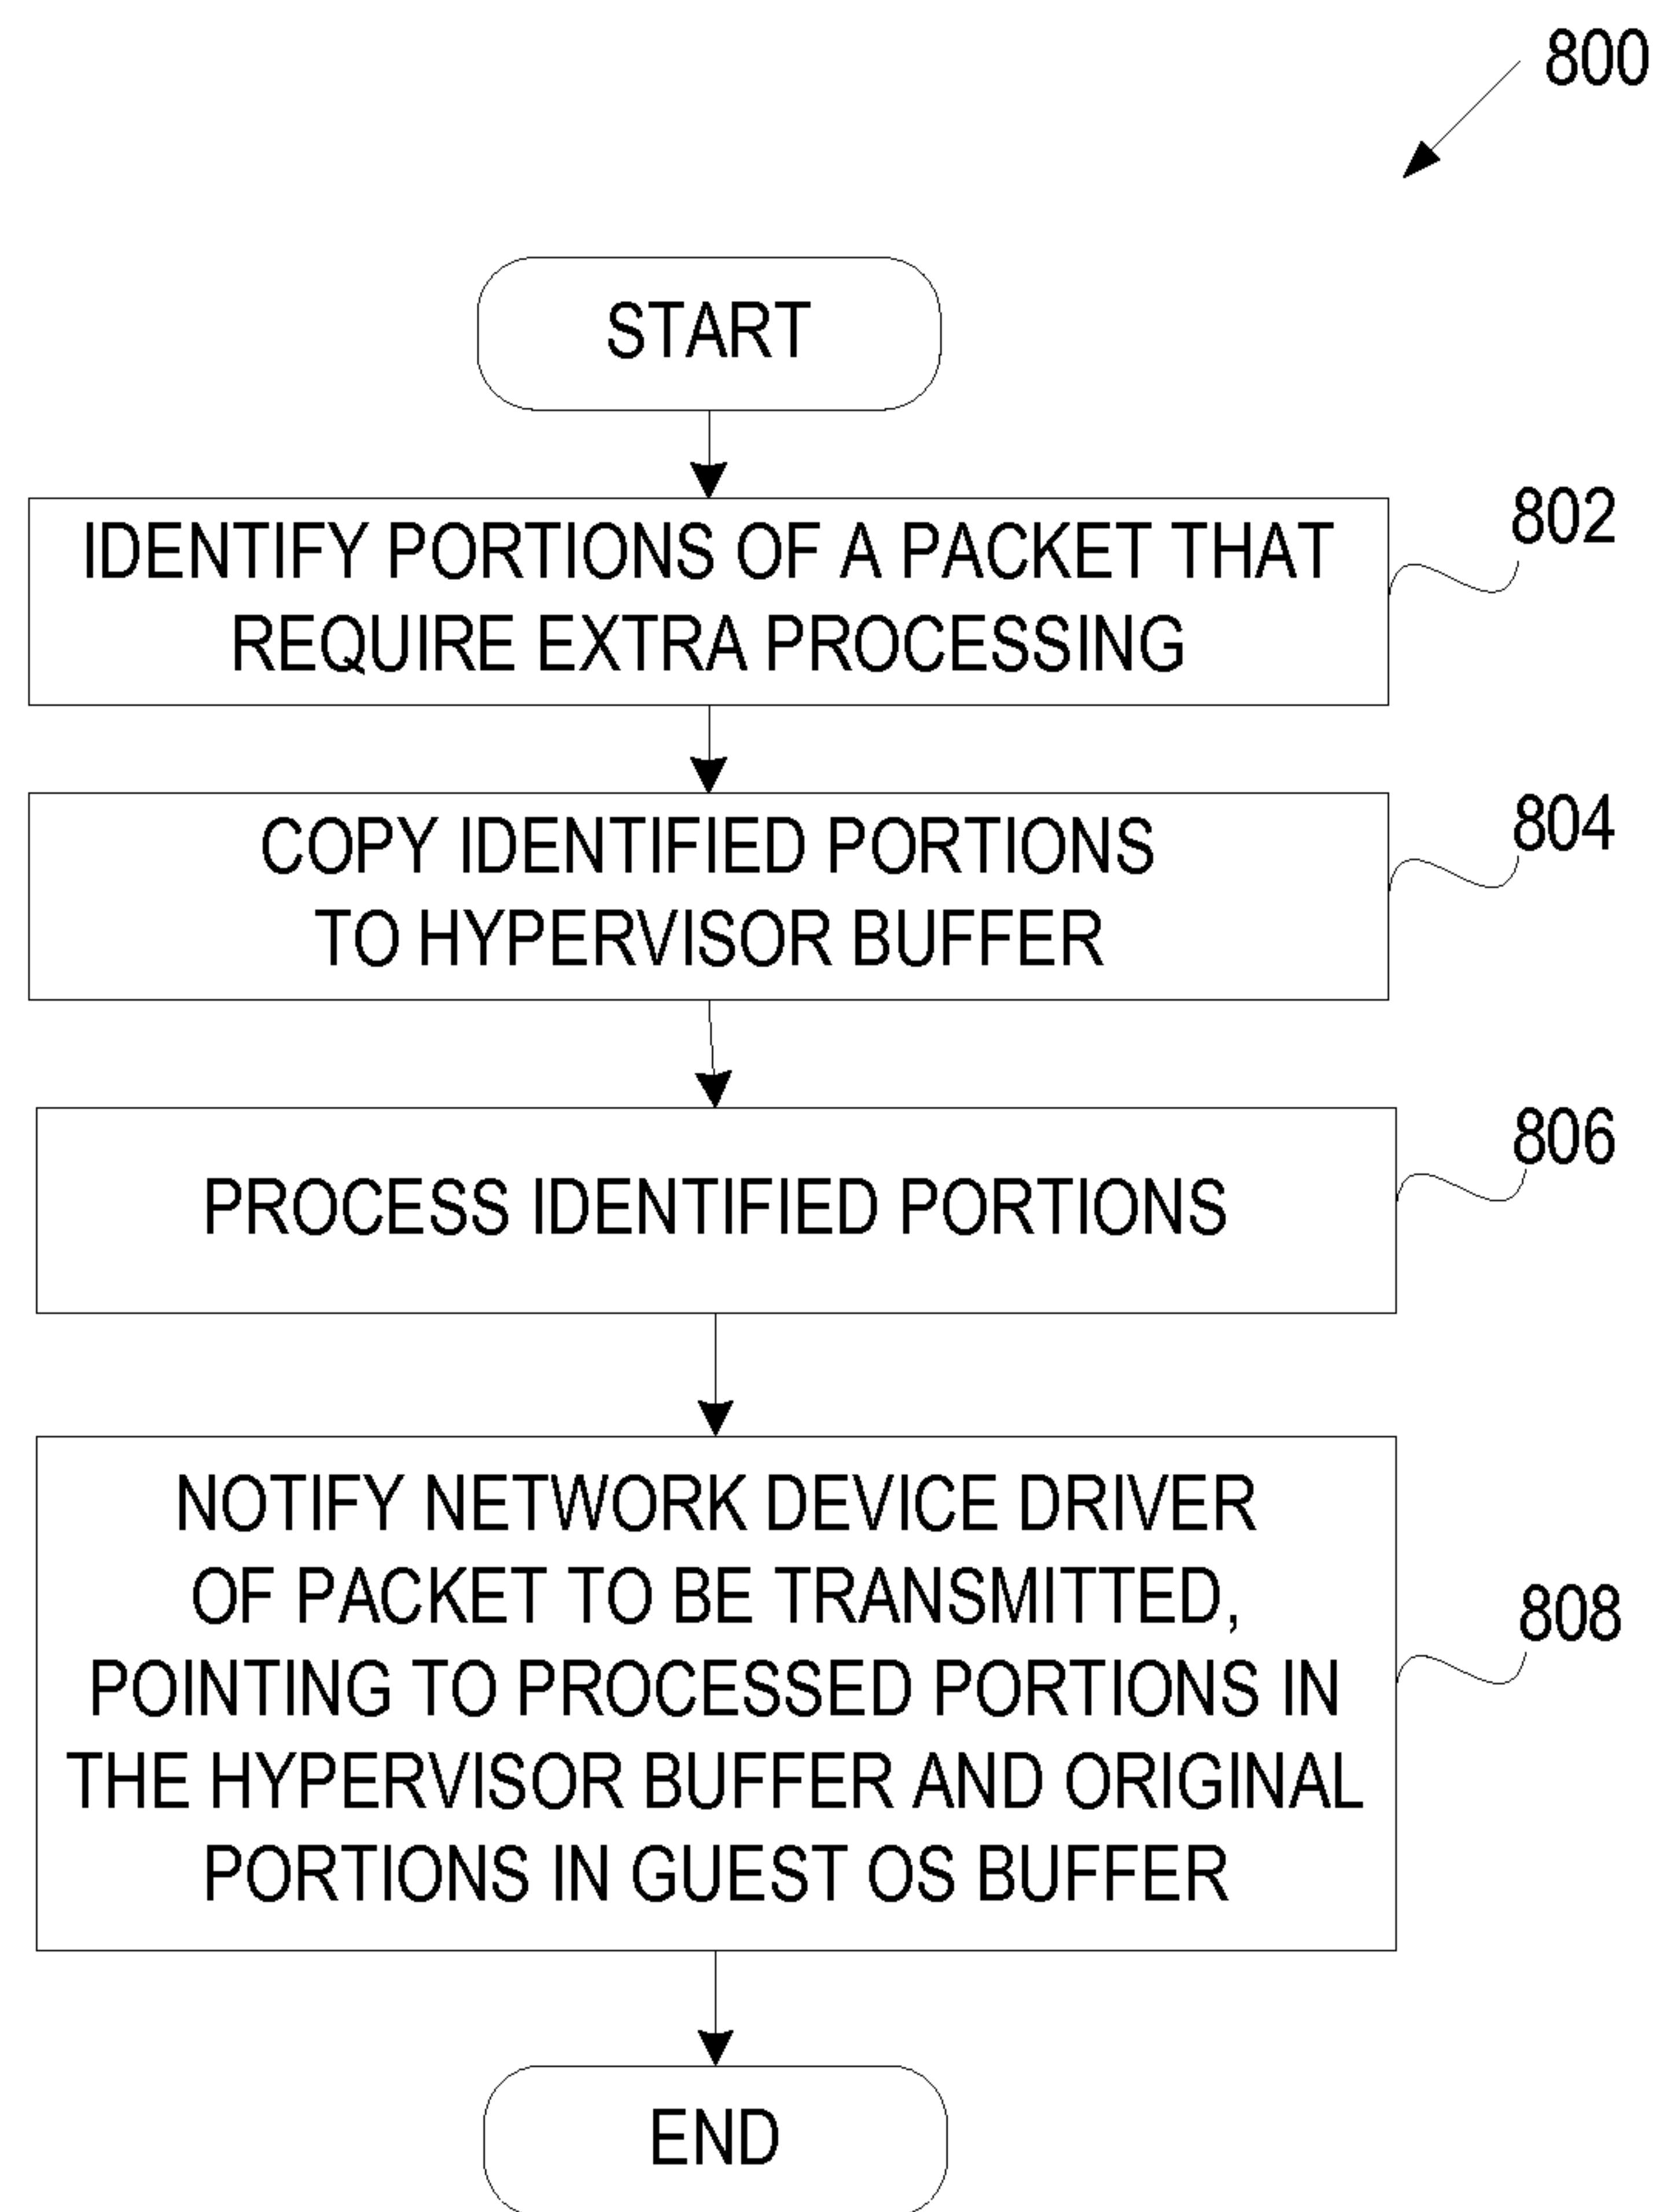 800
START
IDENTIFY PORTIONS OF A PACKET THAT
REQUIRE EXTRA PROCESSING
802
COPY IDENTIFIED PORTIONS
TO HYPERVISOR BUFFER
804
PROCESS IDENTIFIED PORTIONS
806
NOTIFY NETWORK DEVICE DRIVER
OF PACKET TO BE TRANSMITTED,
POINTING TO PROCESSED PORTIONS IN
THE HYPERVISOR BUFFER AND ORIGINAL
PORTIONS IN GUEST OS BUFFER
808
END